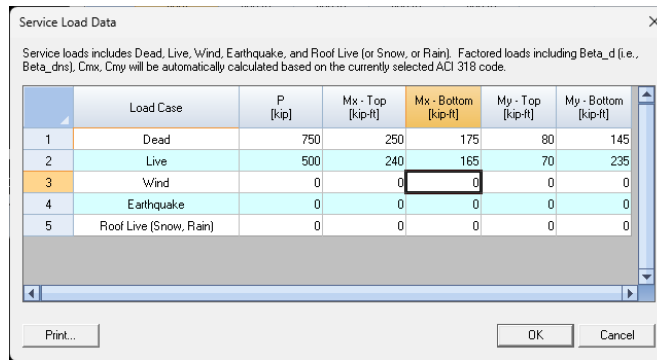 Service Load Data
Service loads includes Dead, Live, Wind, Earthquake, and Roof Live (or Snow, or Rain). Factored loads including Beta_d (i.e.,
Beta_dns), Cmx, Cmy will be automatically calculated based on the currently selected ACI 318 code.
Load Case P Mx - Top Mx - Bottom My - Top My - Bottom
[kip] [kip-ft] [kip-ft] [kip-ft] [kip-ft]
1 Dead 750 250 175 80 145
2 Live 500 240 165 70 235
3 Wind 0 0 0 0 0
4 Earthquake 0 0 0 0 0
5 Roof Live (Snow, Rain) 0 0 0 0 0
Print... OK Cancel